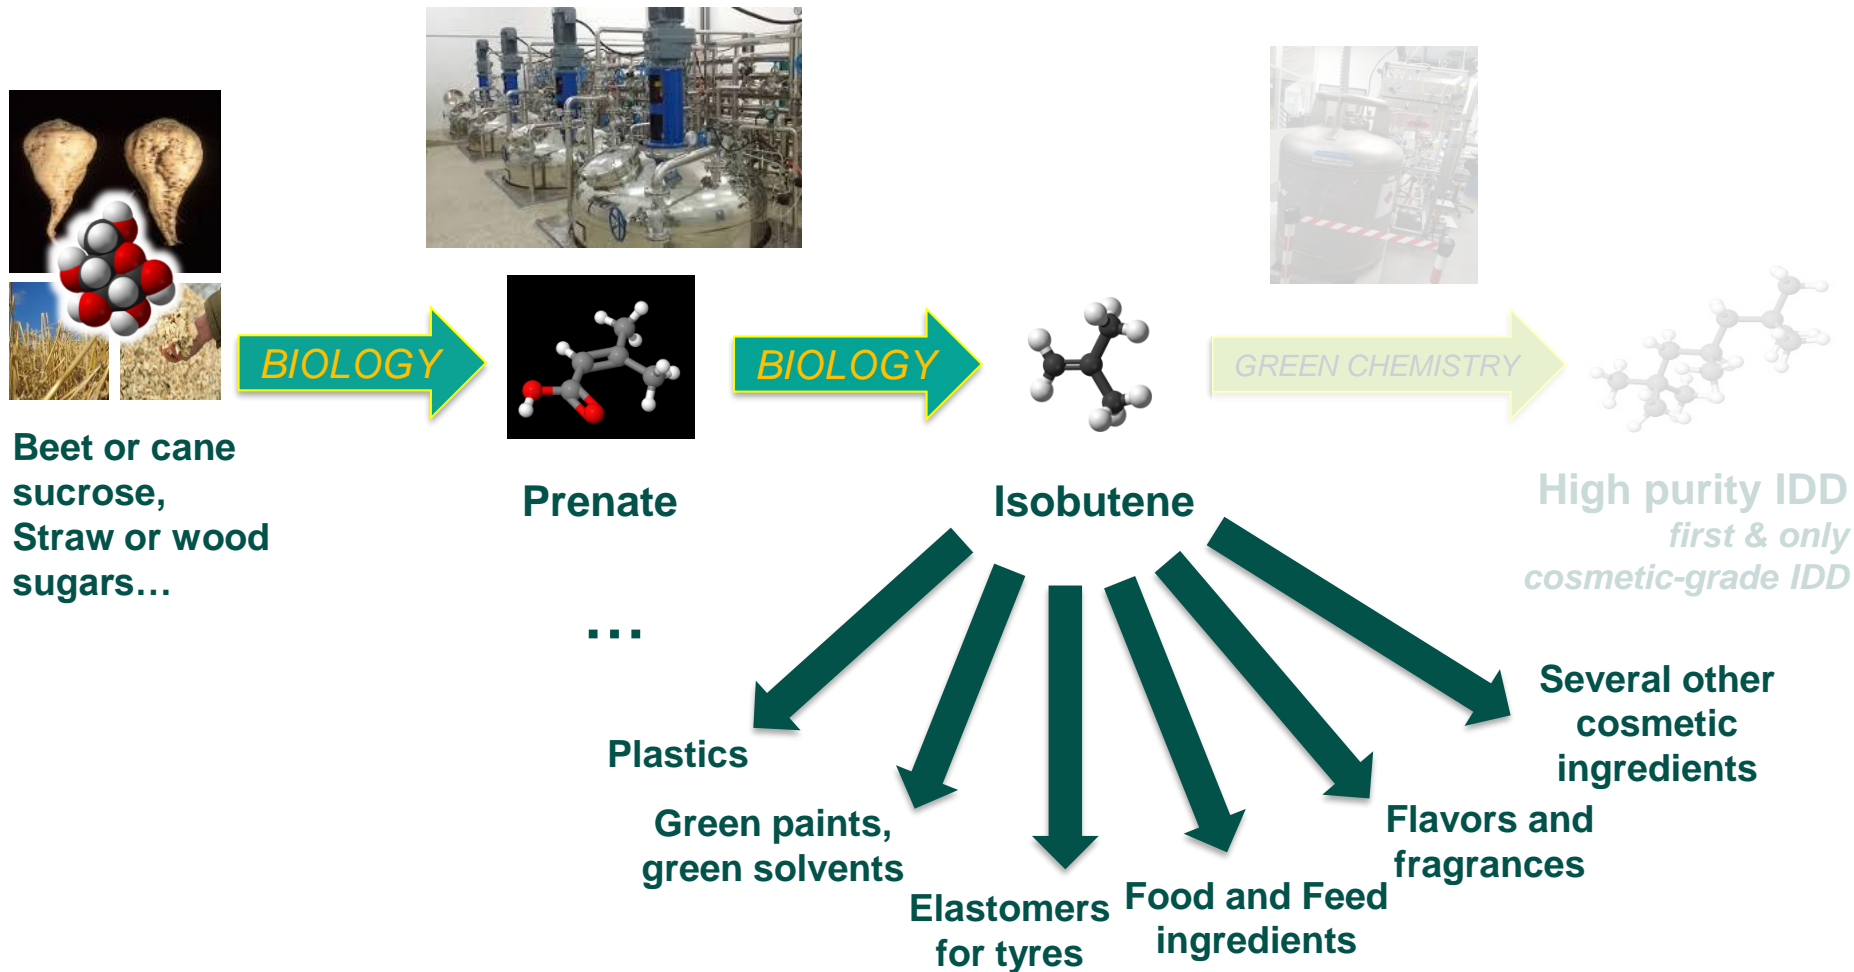 BIOLOGY
BIOLOGY
GREEN CHEMISTRY
Beet or cane
sucrose,
Straw or wood
sugars…
Prenate
Isobutene
High purity IDD
first & only
cosmetic-grade IDD
…
Plastics
Green paints,
green solvents
Elastomers
for tyres
Food and Feed
ingredients
Flavors and
fragrances
Several other
cosmetic
ingredients